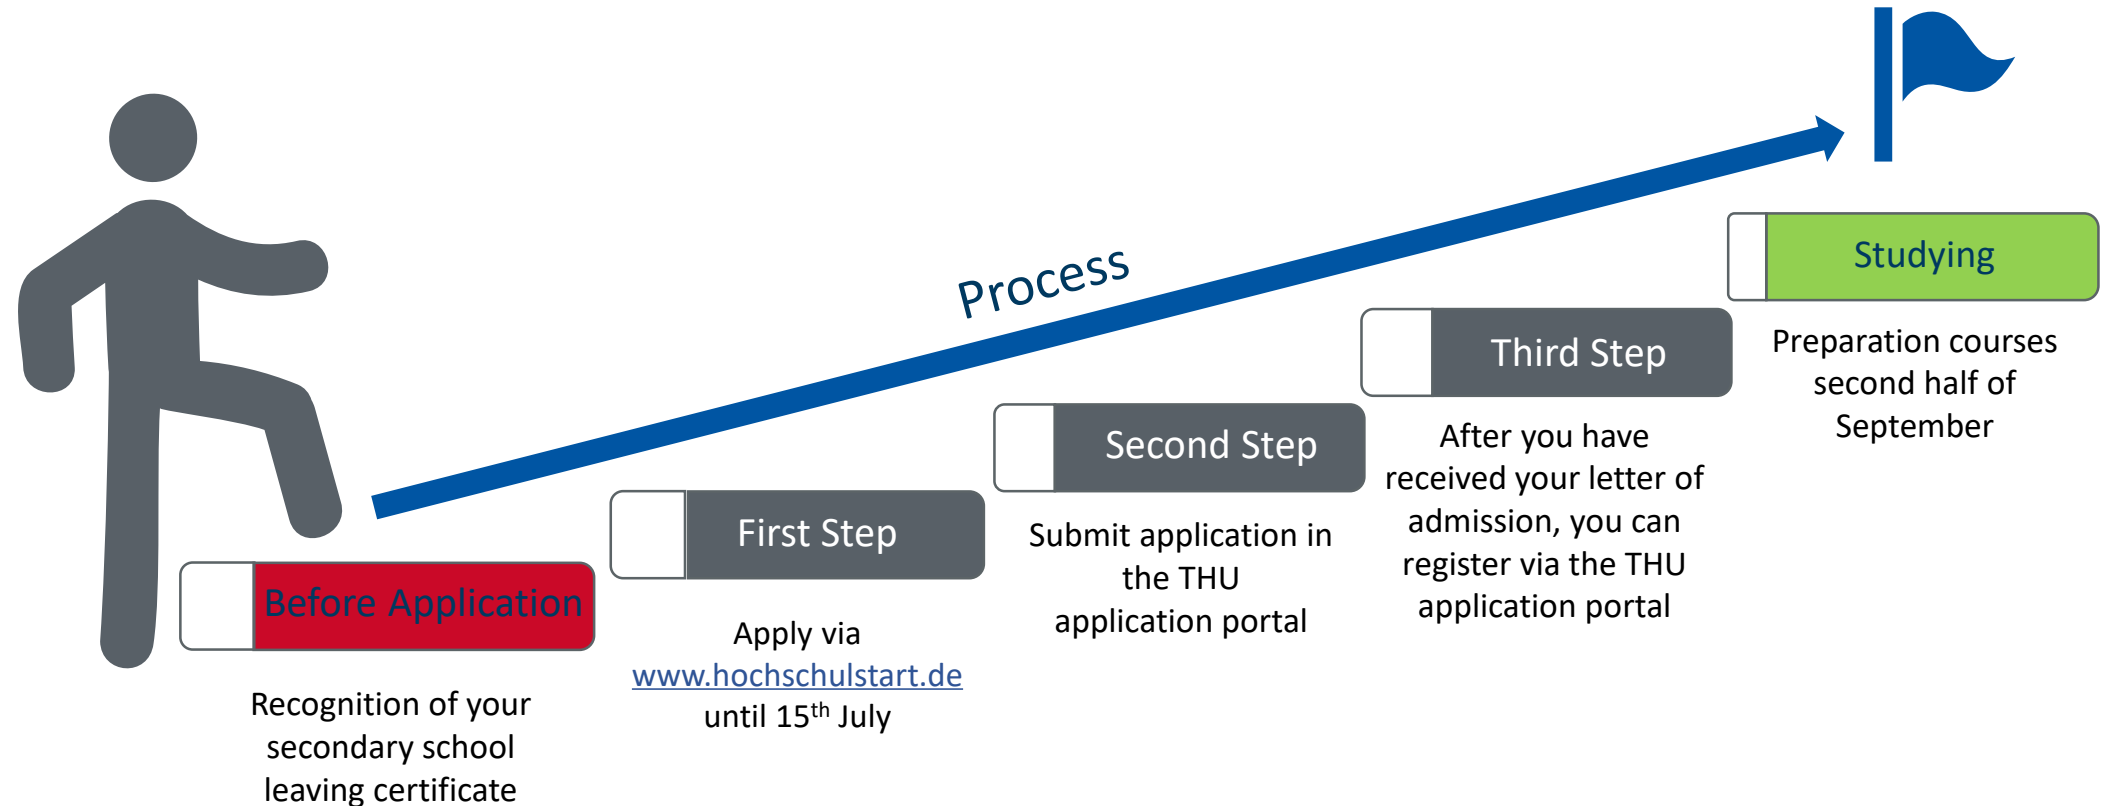 Process
Before Application
Recognition of your
secondary school
leaving certificate
First Step
Apply via
www.hochschulstart.de
until 15th July
Second Step
Submit application in
the THU
application portal
Third Step
After you have
received your letter of
admission, you can
register via the THU
application portal
Studying
Preparation courses
second half of
September